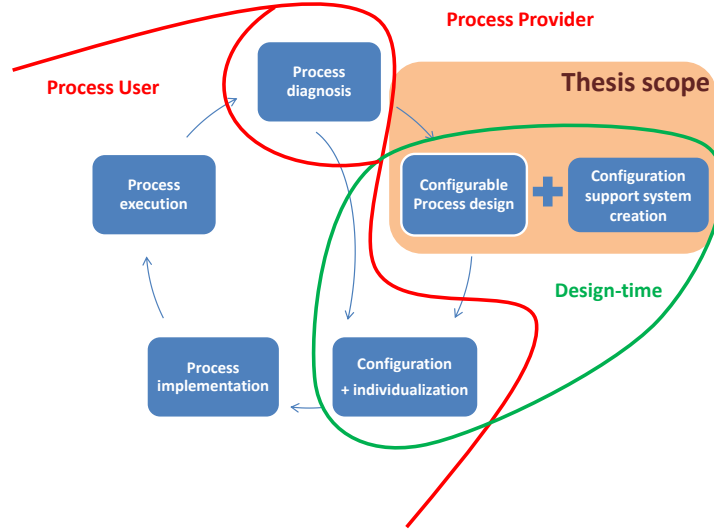 Process Provider
Process User
Process
diagnosis
Thesis scope
Configurable
Process design
Configuration
support system
creation
Process
execution
Design-time
Process
implementation
Configuration
+ individualization